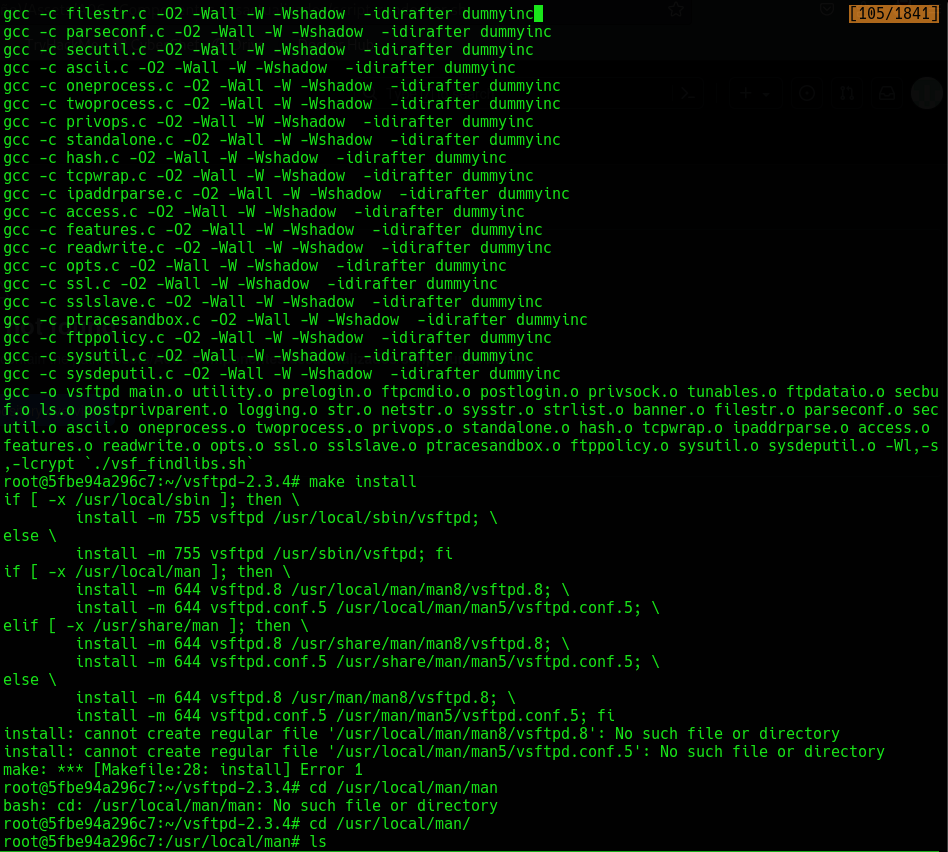 gcc -c filestr.c -O2 -Wall -W -Wshadow  -idirafter dummyinc [105/1841]
gcc -c parseconf.c -O2 -Wall -W -Wshadow  -idirafter dummyinc
gcc -c secutil.c -O2 -Wall -W -Wshadow  -idirafter dummyinc
gcc -c ascii.c -O2 -Wall -W -Wshadow  -idirafter dummyinc
gcc -c oneprocess.c -O2 -Wall -W -Wshadow  -idirafter dummyinc
gcc -c twoprocess.c -O2 -Wall -W -Wshadow  -idirafter dummyinc
gcc -c privops.c -O2 -Wall -W -Wshadow  -idirafter dummyinc
gcc -c standalone.c -O2 -Wall -W -Wshadow  -idirafter dummyinc
gcc -c hash.c -O2 -Wall -W -Wshadow  -idirafter dummyinc
gcc -c tcpwrap.c -O2 -Wall -W -Wshadow  -idirafter dummyinc
gcc -c ipaddrparse.c -O2 -Wall -W -Wshadow  -idirafter dummyinc
gcc -c access.c -O2 -Wall -W -Wshadow  -idirafter dummyinc
gcc -c features.c -O2 -Wall -W -Wshadow  -idirafter dummyinc
gcc -c readwrite.c -O2 -Wall -W -Wshadow  -idirafter dummyinc
gcc -c opts.c -O2 -Wall -W -Wshadow  -idirafter dummyinc
gcc -c ssl.c -O2 -Wall -W -Wshadow  -idirafter dummyinc
gcc -c sslslave.c -O2 -Wall -W -Wshadow  -idirafter dummyinc
gcc -c ptracesandbox.c -O2 -Wall -W -Wshadow  -idirafter dummyinc
gcc -c ftppolicy.c -O2 -Wall -W -Wshadow  -idirafter dummyinc
gcc -c sysutil.c -O2 -Wall -W -Wshadow  -idirafter dummyinc
gcc -c sysdeputil.c -O2 -Wall -W -Wshadow  -idirafter dummyinc
gcc -o vsftpd main.o utility.o prelogin.o ftpcmdio.o postlogin.o privsock.o tunables.o ftpdataio.o secbu
f.o ls.o postprivparent.o logging.o str.o netstr.o sysstr.o strlist.o banner.o filestr.o parseconf.o sec
util.o ascii.o oneprocess.o twoprocess.o privops.o standalone.o hash.o tcpwrap.o ipaddrparse.o access.o
features.o readwrite.o opts.o ssl.o sslslave.o ptracesandbox.o ftppolicy.o sysutil.o sysdeputil.o -Wl,-s
,-lcrypt `./vsf_findlibs.sh`
root@5fbe94a296c7:~/vsftpd-2.3.4# make install
if [ -x /usr/local/sbin ]; then \
        install -m 755 vsftpd /usr/local/sbin/vsftpd; \
else \
        install -m 755 vsftpd /usr/sbin/vsftpd; fi
if [ -x /usr/local/man ]; then \
        install -m 644 vsftpd.8 /usr/local/man/man8/vsftpd.8; \
        install -m 644 vsftpd.conf.5 /usr/local/man/man5/vsftpd.conf.5; \
elif [ -x /usr/share/man ]; then \
        install -m 644 vsftpd.8 /usr/share/man/man8/vsftpd.8; \
        install -m 644 vsftpd.conf.5 /usr/share/man/man5/vsftpd.conf.5; \
else \
        install -m 644 vsftpd.8 /usr/man/man8/vsftpd.8; \
        install -m 644 vsftpd.conf.5 /usr/man/man5/vsftpd.conf.5; fi
install: cannot create regular file '/usr/local/man/man8/vsftpd.8': No such file or directory
install: cannot create regular file '/usr/local/man/man5/vsftpd.conf.5': No such file or directory
make: *** [Makefile:28: install] Error 1
root@5fbe94a296c7:~/vsftpd-2.3.4# cd /usr/local/man/man
bash: cd: /usr/local/man/man: No such file or directory
root@5fbe94a296c7:~/vsftpd-2.3.4# cd /usr/local/man/
root@5fbe94a296c7:/usr/local/man# ls